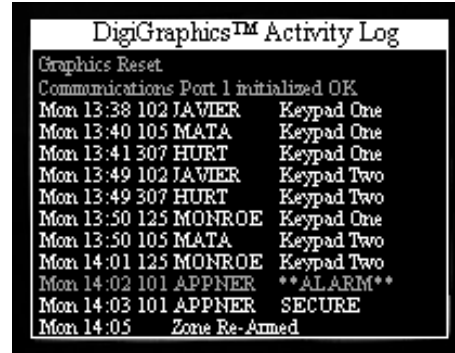 DigiGraphics™ Activity Log
Graphics Reset
Communications Port 1 initialized OK
Mon 13:38 102 JAVIER Keypad One
Mon 13:40 105 MATA Keypad One
Mon 13:41 307 HURT Keypad One
Mon 13:49 102 JAVIER Keypad Two
Mon 13:49 307 HURT Keypad Two
Mon 13:50 125 MONROE Keypad One
Mon 13:50 105 MATA Keypad Two
Mon 14:01 125 MONROE Keypad Two
Mon 14:02 101 APPNER **ALARM**
Mon 14:03 101 APPNER SECURE
Mon 14:05 Zone Re-Armed